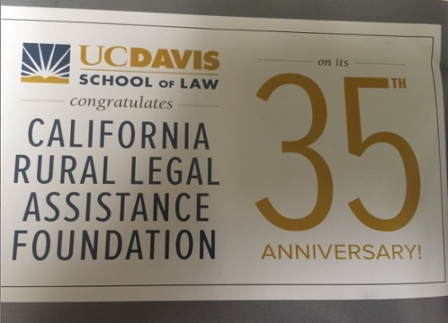 UCDAVIS
SCHOOL OF LAW
congratulates
CALIFORNIA
RURAL LEGAL
ASSISTANCE
FOUNDATION
on its
35TH
ANNIVERSARY!